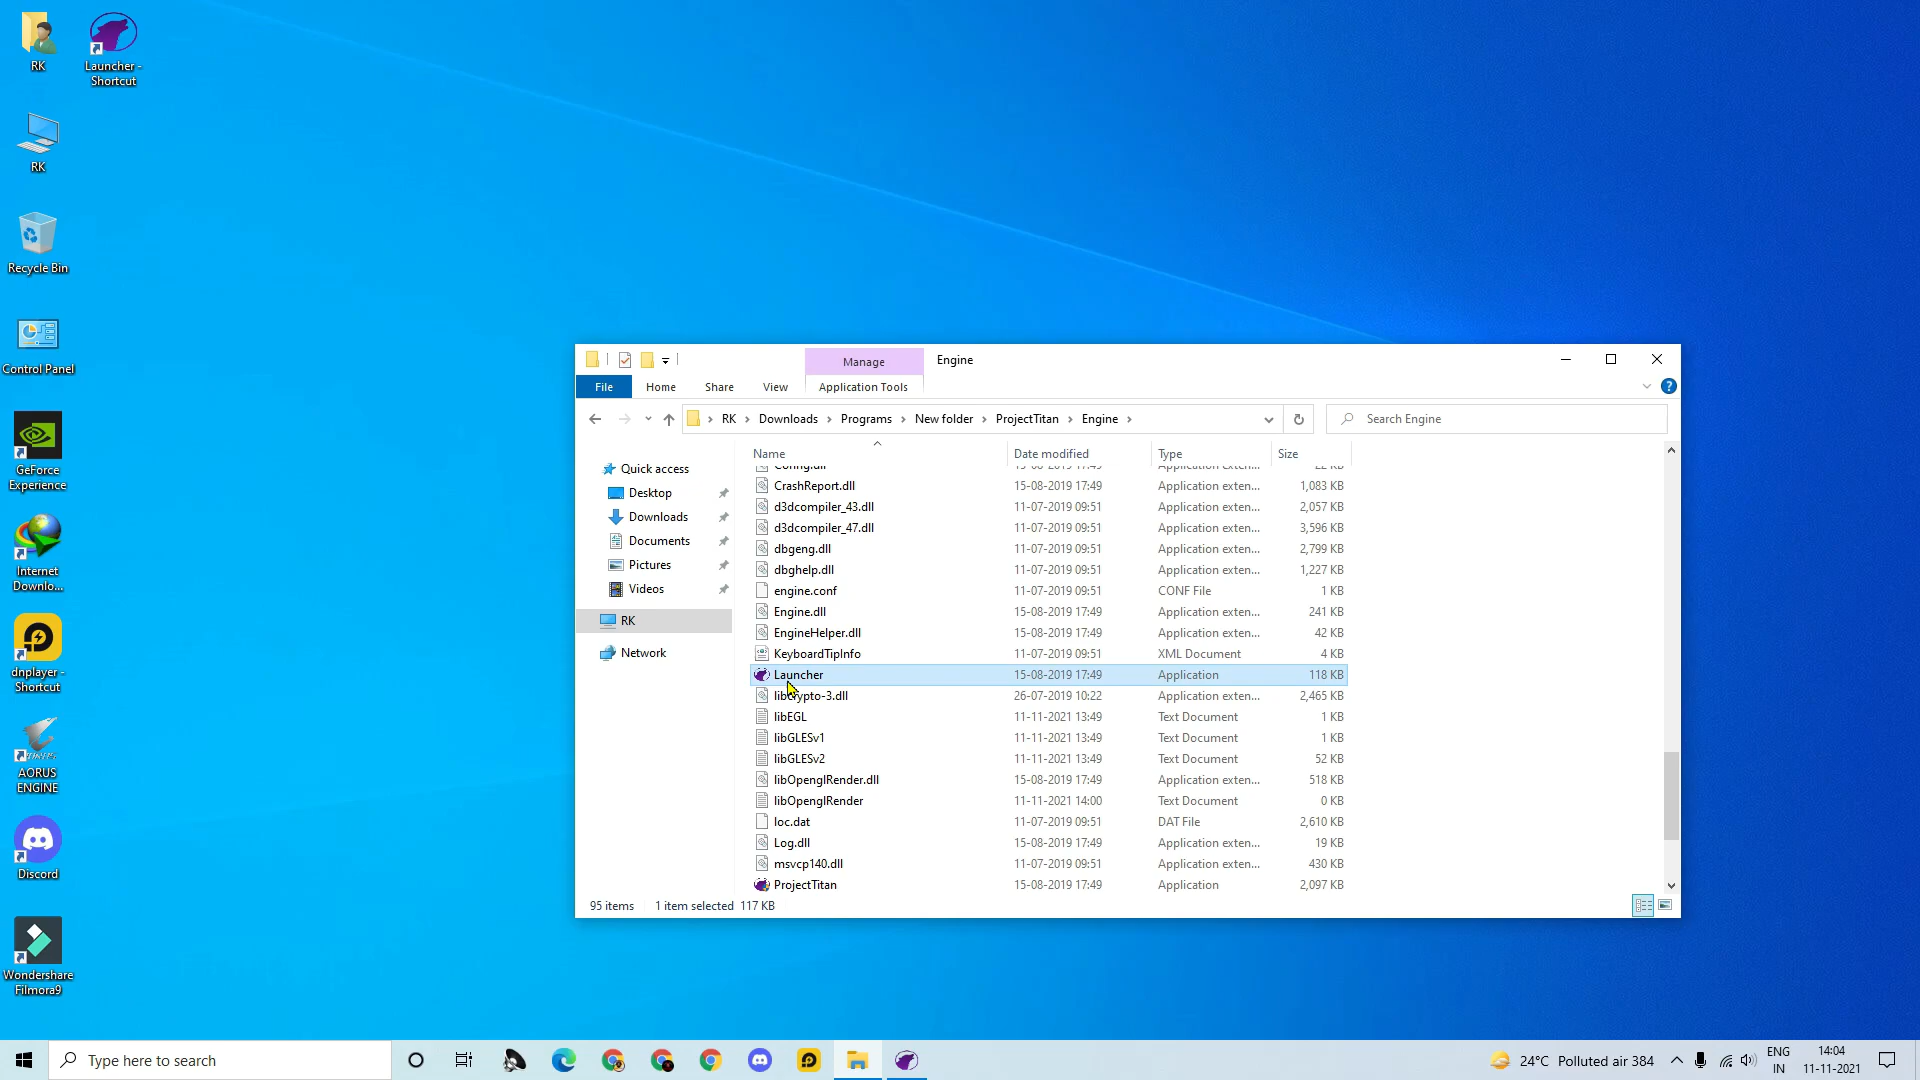 RK
Launcher -
Shortcut
RK
Recycle Bin
Control Panel
GeForce
Experience
Internet
Downlo...
dnplayer -
Shortcut
AORUS
ENGINE
Discord
Wondershare
Filmora9
Manage
Engine
File
Home
Share
View
Application Tools
RK › Downloads › Programs › New folder › ProjectTitan › Engine ›
Search Engine
Quick access
Desktop
Downloads
Documents
Pictures
Videos
RK
Network
Name Date modified Type Size
Config.dll 15-08-2019 17:49 Application exten... 22 KB
CrashReport.dll 15-08-2019 17:49 Application exten... 1,083 KB
d3dcompiler_43.dll 11-07-2019 09:51 Application exten... 2,057 KB
d3dcompiler_47.dll 11-07-2019 09:51 Application exten... 3,596 KB
dbgeng.dll 11-07-2019 09:51 Application exten... 2,799 KB
dbghelp.dll 11-07-2019 09:51 Application exten... 1,227 KB
engine.conf 11-07-2019 09:51 CONF File 1 KB
Engine.dll 15-08-2019 17:49 Application exten... 241 KB
EngineHelper.dll 15-08-2019 17:49 Application exten... 42 KB
KeyboardTipInfo 11-07-2019 09:51 XML Document 4 KB
Launcher 15-08-2019 17:49 Application 118 KB
libcrypto-3.dll 26-07-2019 10:22 Application exten... 2,465 KB
libEGL 11-11-2021 13:49 Text Document 1 KB
libGLESv1 11-11-2021 13:49 Text Document 1 KB
libGLESv2 11-11-2021 13:49 Text Document 52 KB
libOpenglRender.dll 15-08-2019 17:49 Application exten... 518 KB
libOpenglRender 11-11-2021 14:00 Text Document 0 KB
loc.dat 11-07-2019 09:51 DAT File 2,610 KB
Log.dll 15-08-2019 17:49 Application exten... 19 KB
msvcp140.dll 11-07-2019 09:51 Application exten... 430 KB
ProjectTitan 15-08-2019 17:49 Application 2,097 KB
95 items 1 item selected 117 KB
Type here to search
24°C Polluted air 384
ENG
IN
14:04
11-11-2021